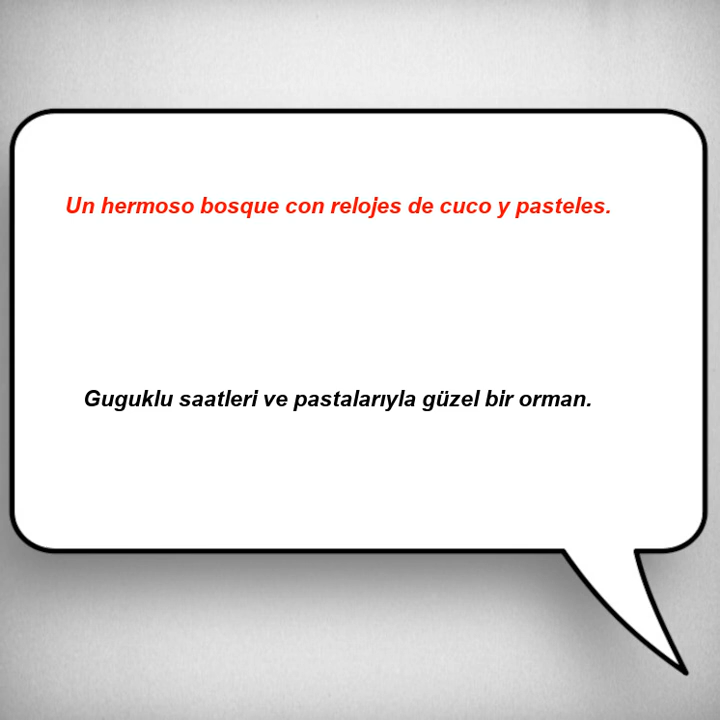 Un hermoso bosque con relojes de cuco y pasteles.
Guguklu saatleri ve pastalarıyla güzel bir orman.